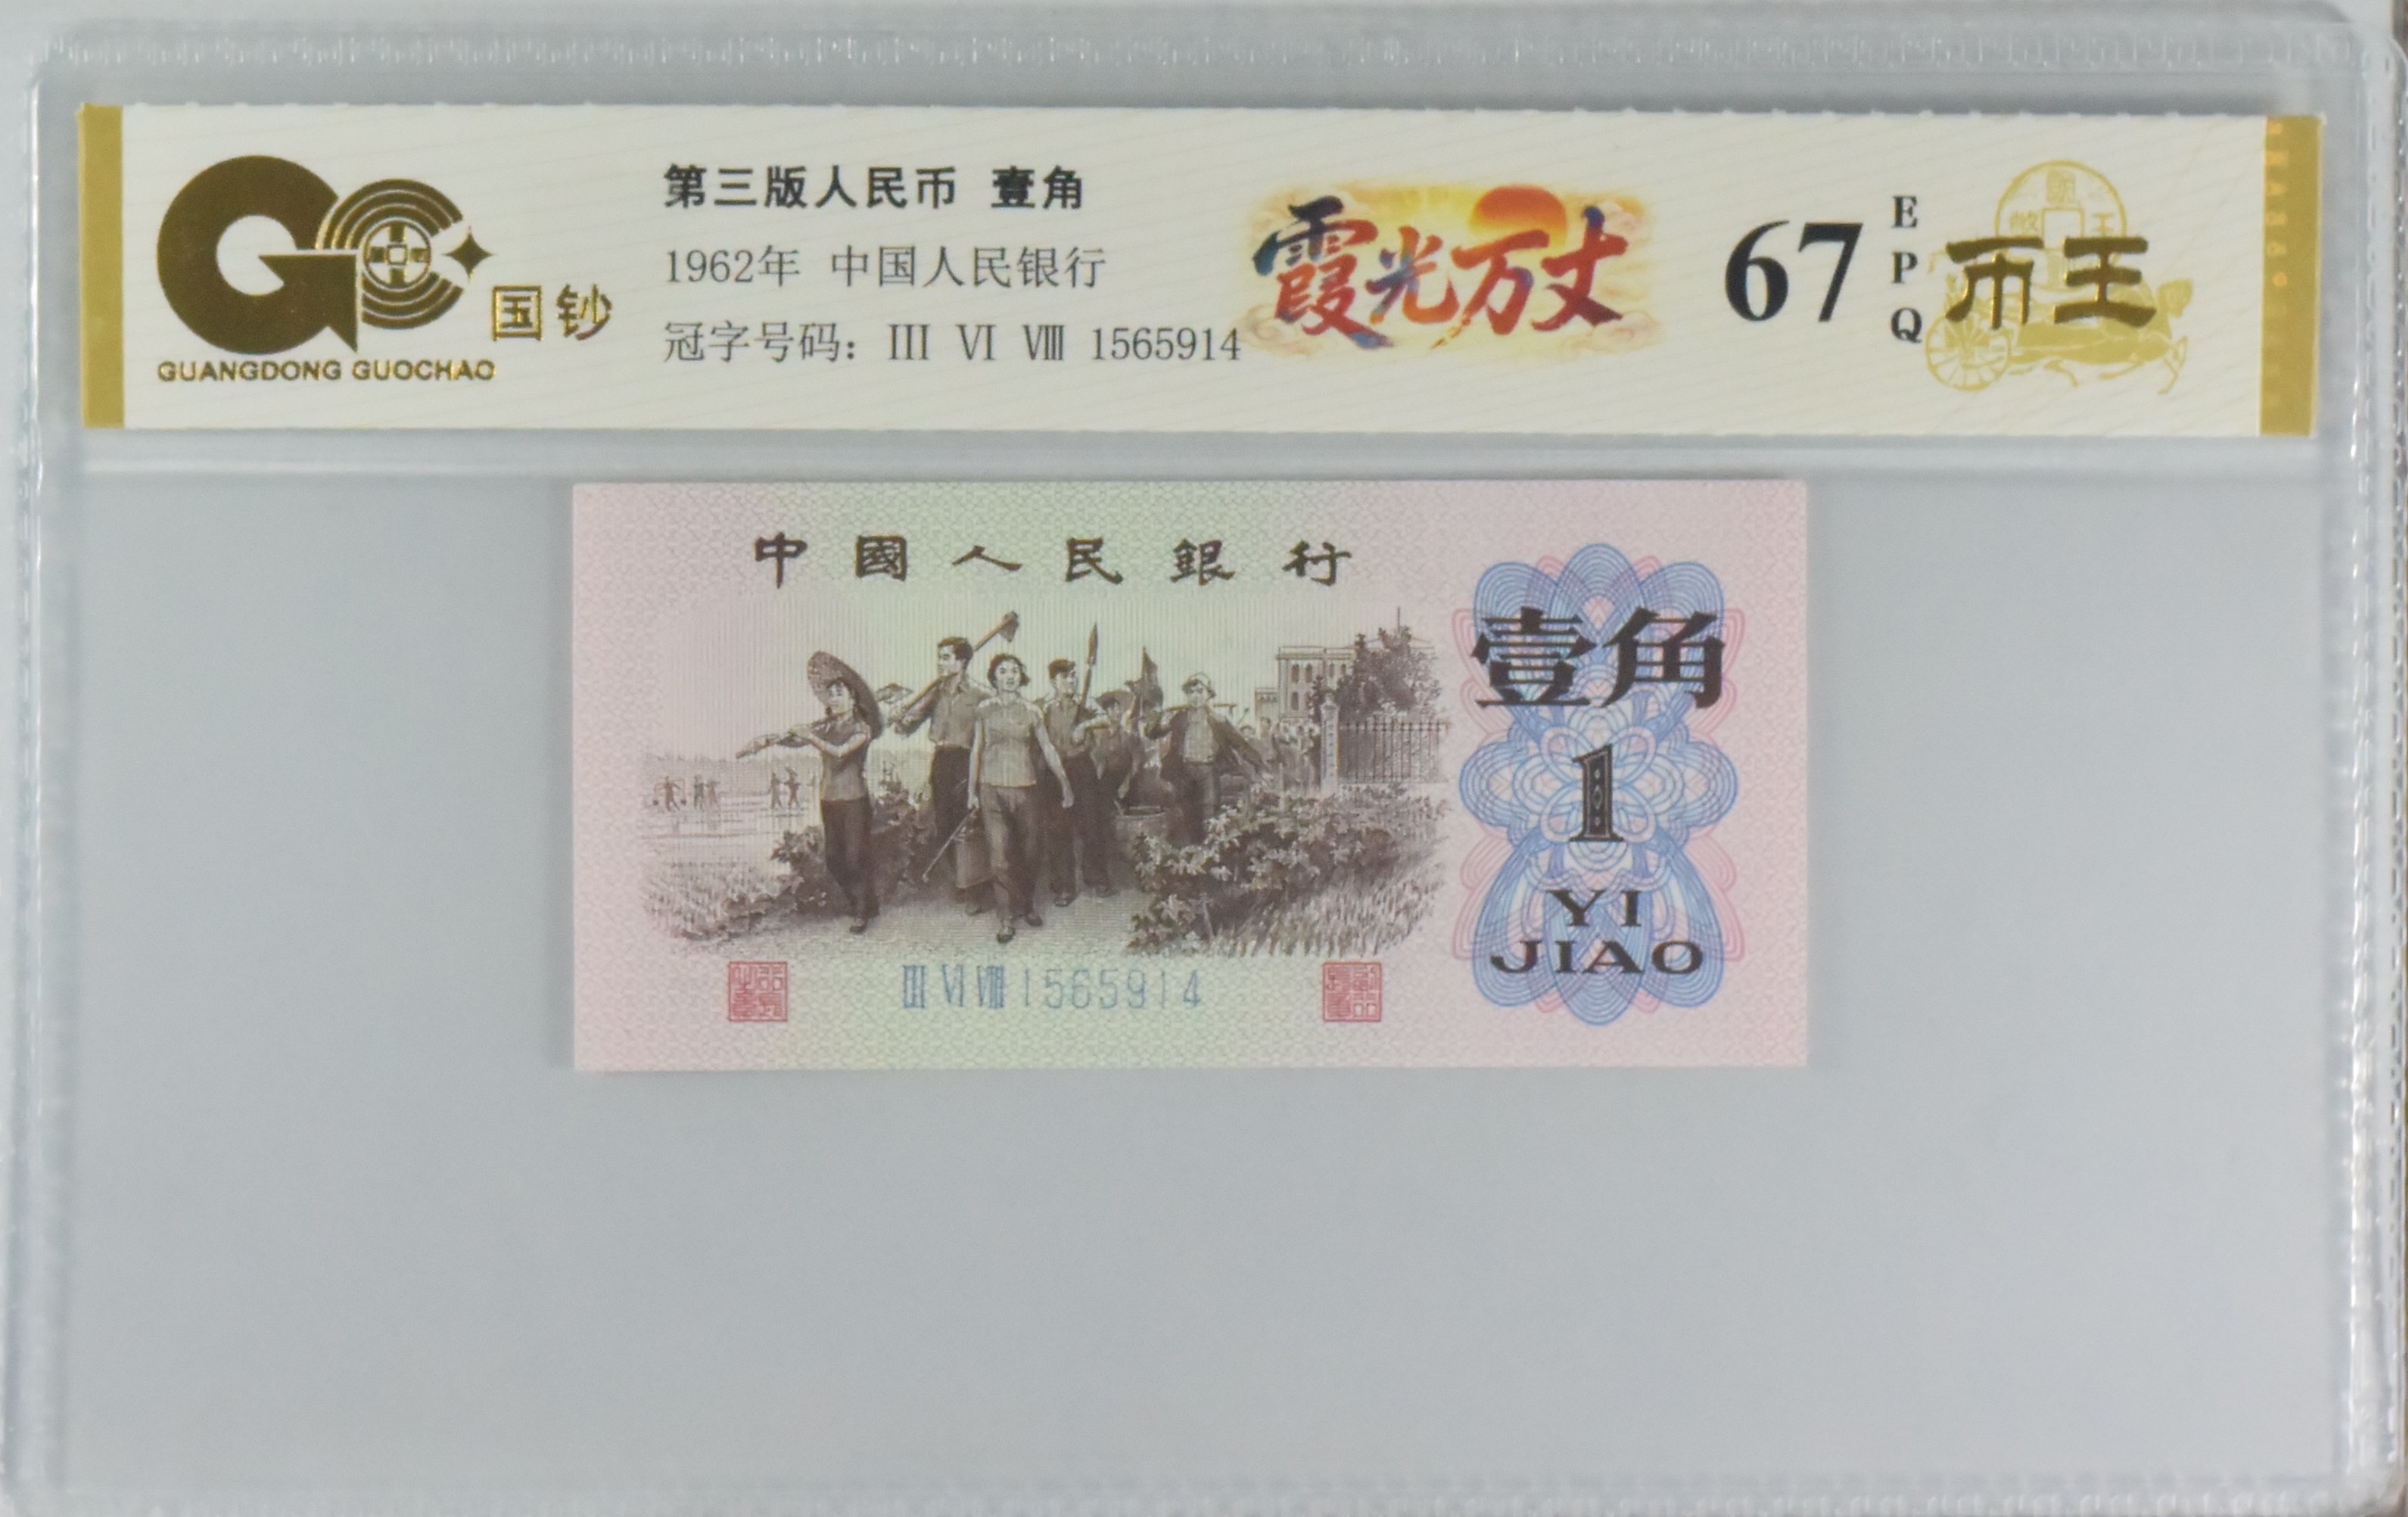 GC
国钞
GUANGDONG GUOCHAO
第三版人民币 壹角
1962年 中国人民银行
冠字号码：III VI VIII 1565914
霞光万丈
67
EPQ
币王
中國人民銀行
壹角
1
YI
JIAO
III VI VIII 1565914